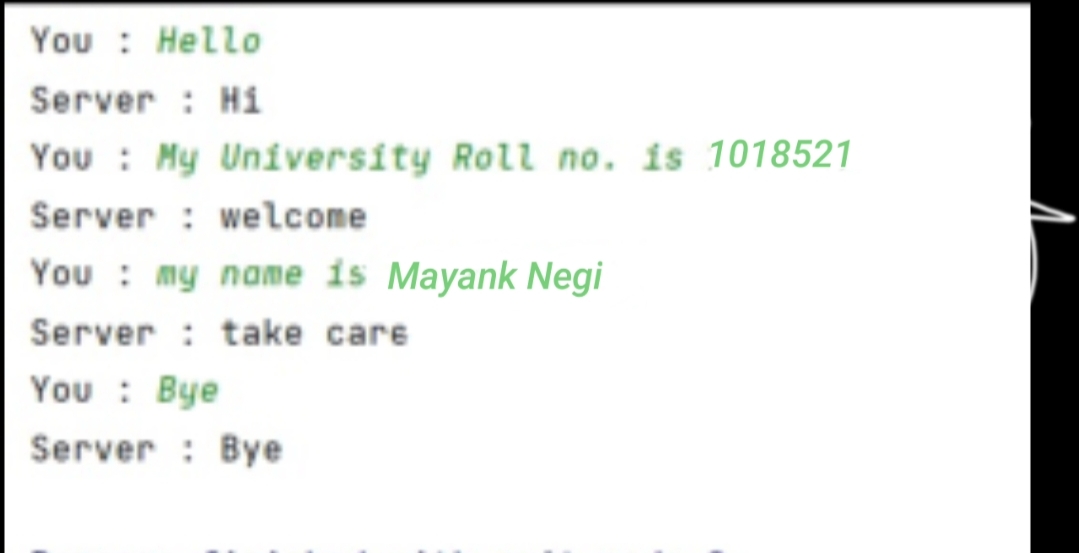 You : Hello
Server : Hi
You : My University Roll no. is 1018521
Server : welcome
You : my name is Mayank Negi
Server : take care
You : Bye
Server : Bye